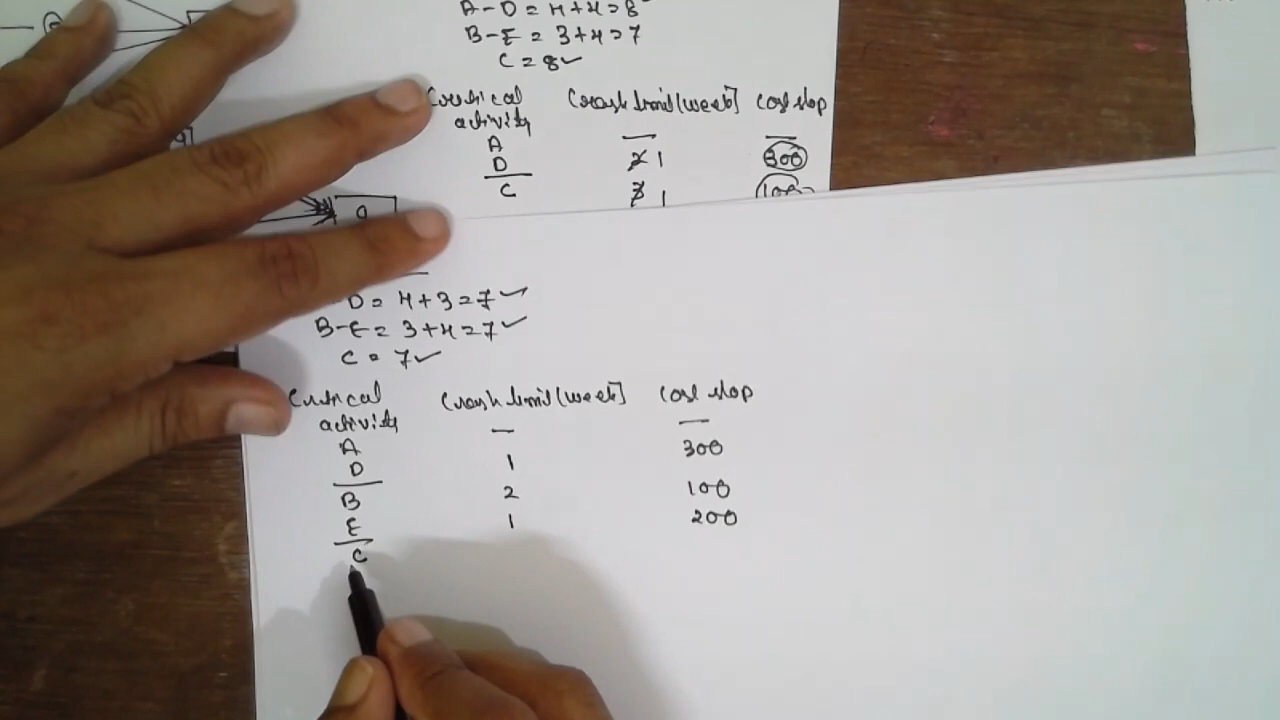 A-D = 4+4=8
B-E = 3+4=7
C = 8✓
Critical Crash limit (week) Cost slop
activity
A — —
D 2 1 300
C 1 100
D = 4+3=7 ✓
B-E = 3+4=7 ✓
C = 7 ✓
Critical Crash limit (week) Cost slop
activity
A — —
D 1 300
B 2 100
E 1 200
C